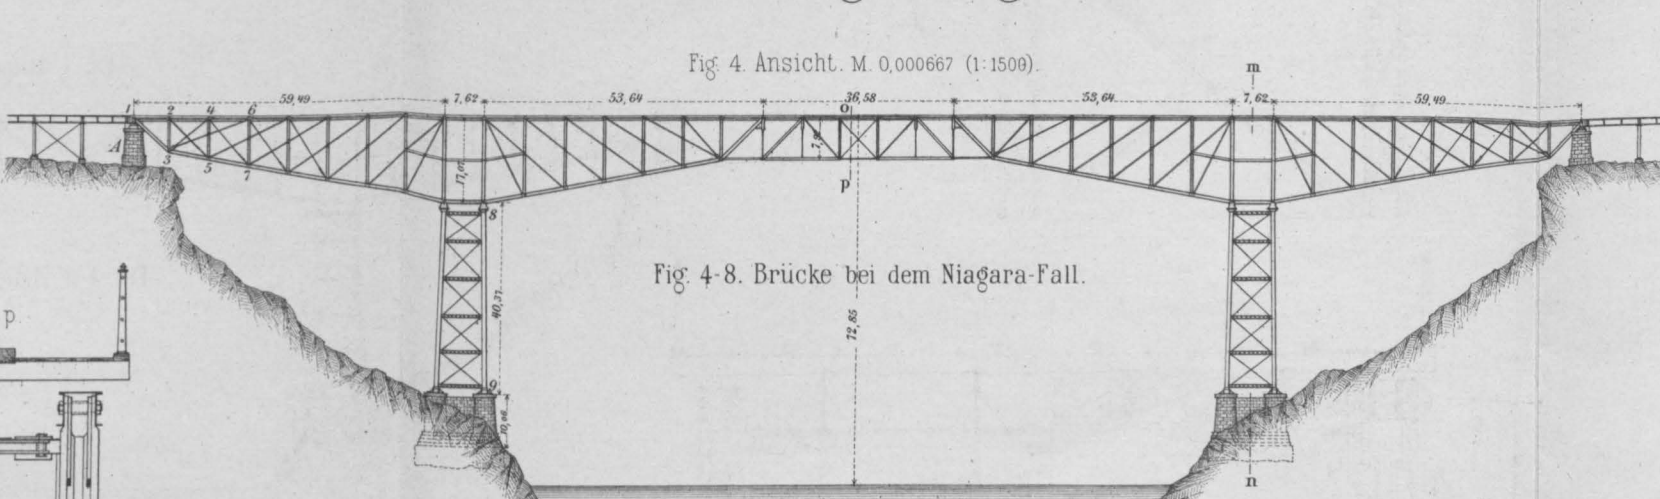 Fig. 4. Ansicht. M. 0,000667 (1:1500).
m
59,49 7,62 53,64 36,58 53,64 7,62 59,49
1 2 4 6 o
A 3 5 7 17,07 7,8 p
8
Fig. 4-8. Brücke bei dem Niagara-Fall.
40,37
72,85
p
9
10,06
n